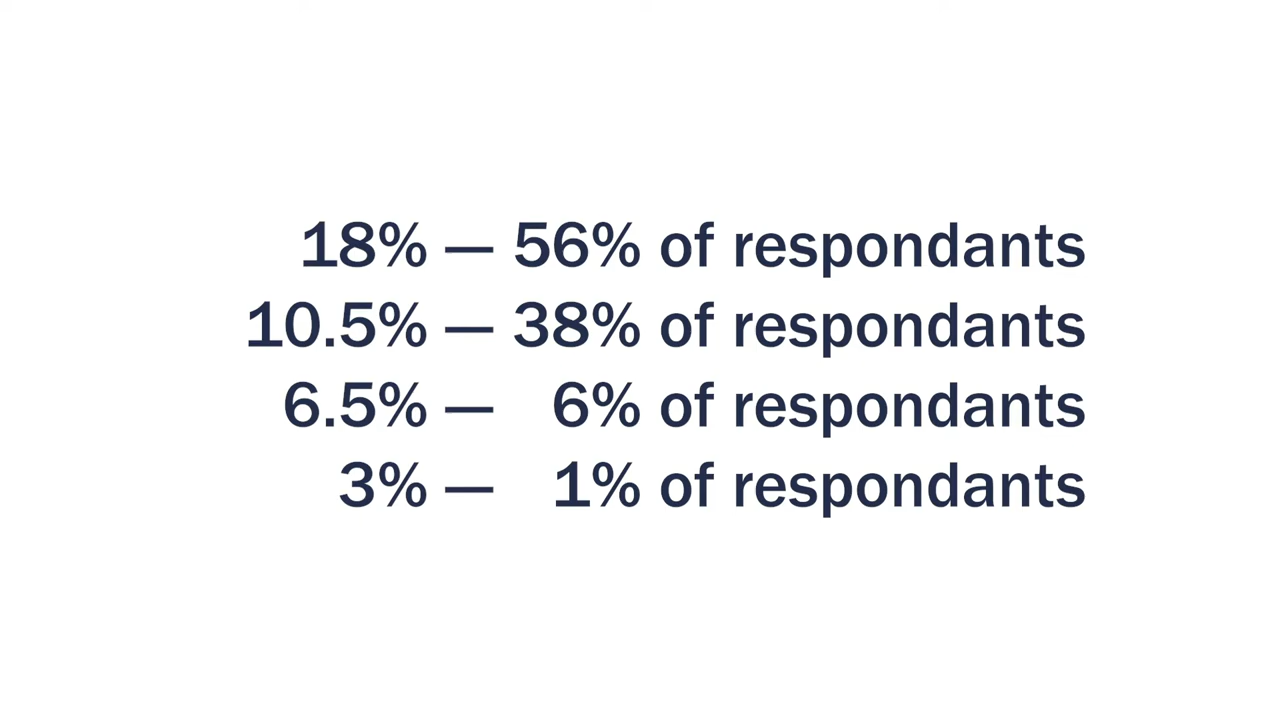 18% — 56% of respondants
10.5% — 38% of respondants
6.5% — 6% of respondants
3% — 1% of respondants